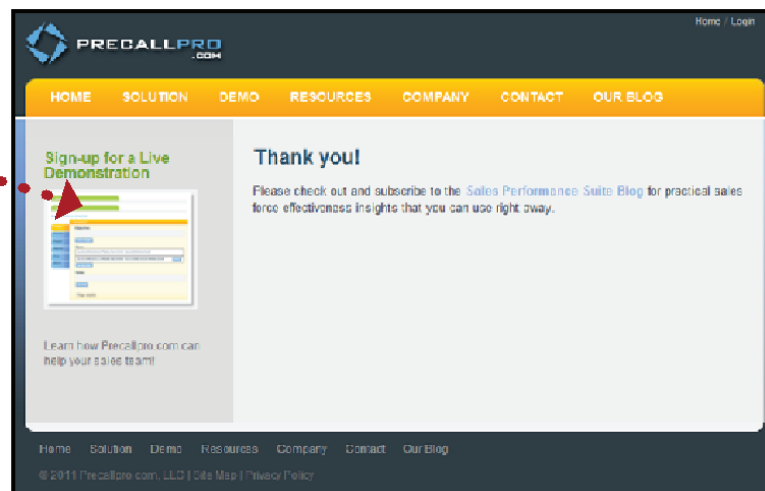 Home / Login
PRECALLPRO
.COM
HOME SOLUTION DEMO RESOURCES COMPANY CONTACT OUR BLOG
Sign-up for a Live
Demonstration
Thank you!
Please check out and subscribe to the Sales Performance Suite Blog for practical sales
force effectiveness insights that you can use right away.
Learn how Precallpro.com can
help your sales team!
Home Solution Demo Resources Company Contact Our Blog
© 2011 Precallpro.com, LLC | Site Map | Privacy Policy